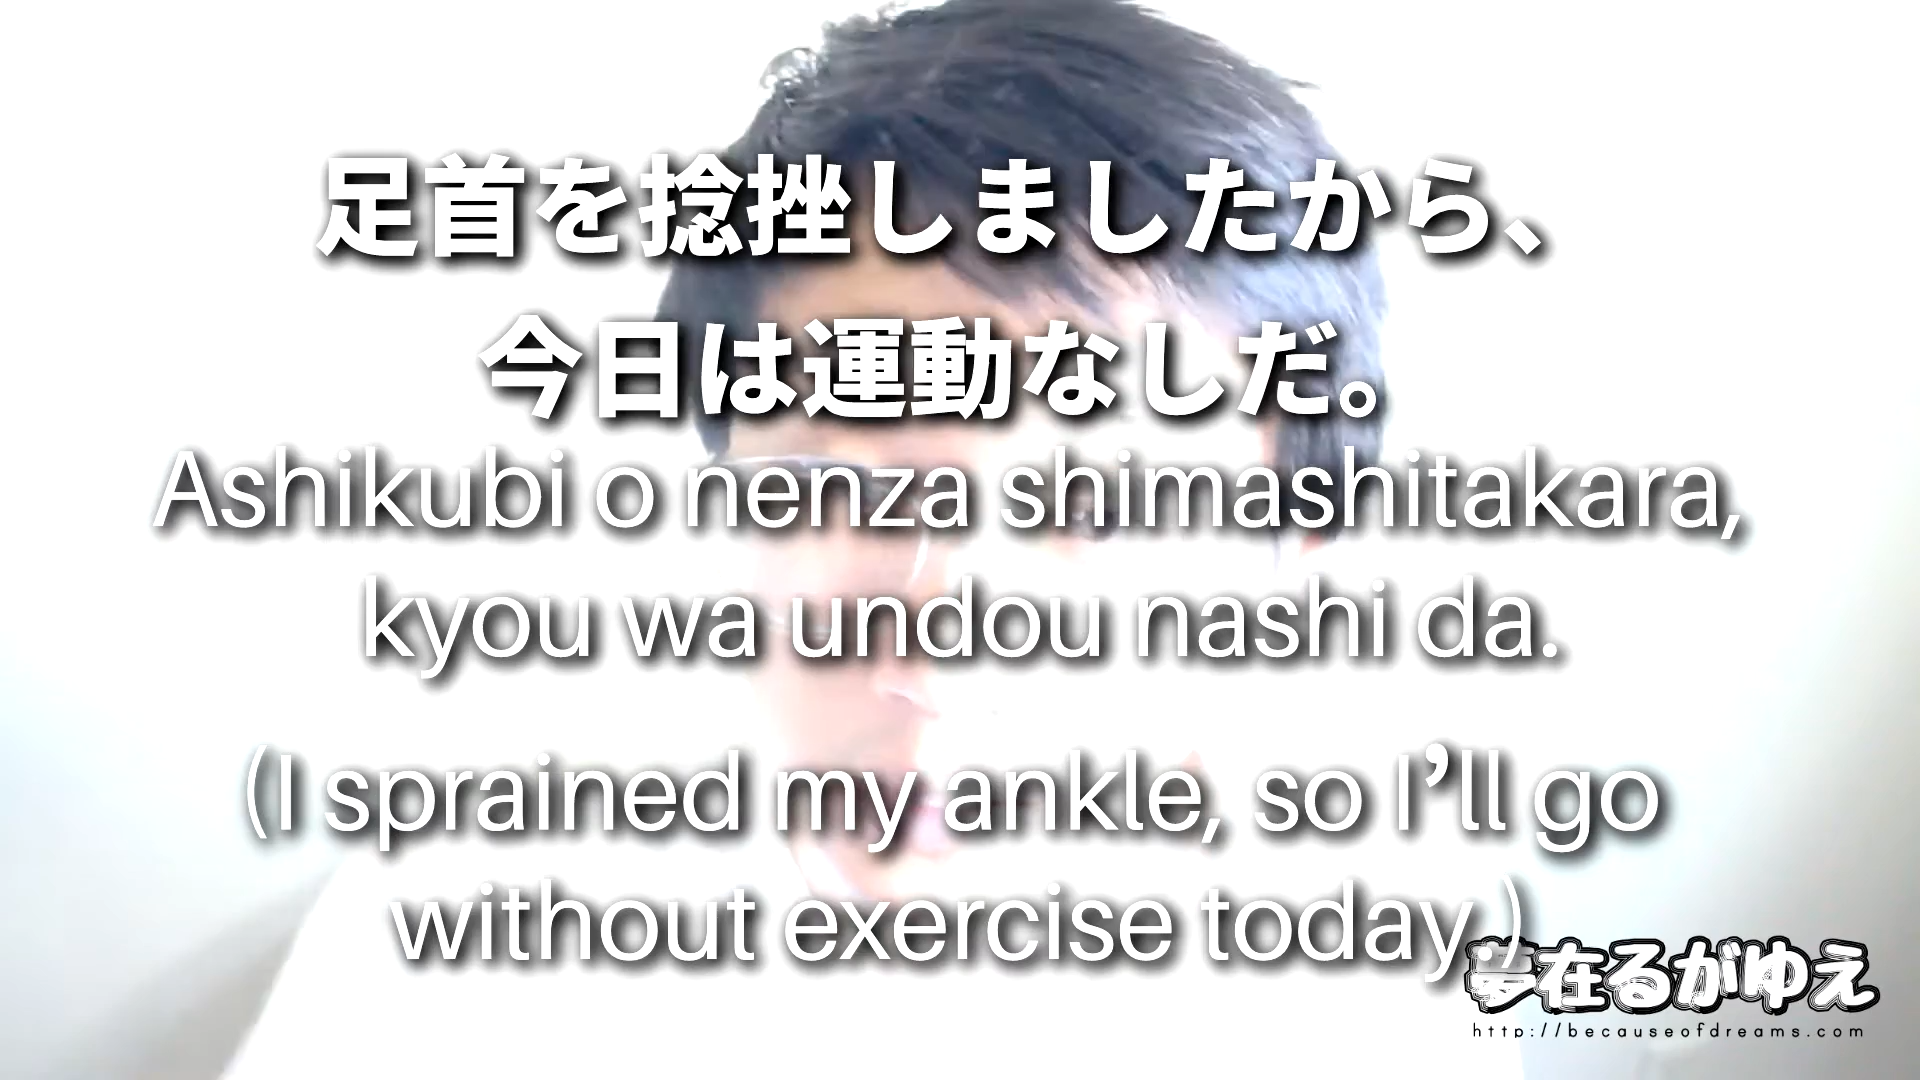 足首を捻挫しましたから、
今日は運動なしだ。
Ashikubi o nenza shimashitakara,
kyou wa undou nashi da.
(I sprained my ankle, so I’ll go
without exercise today.)
夢在るがゆえ
http://becauseofdreams.com